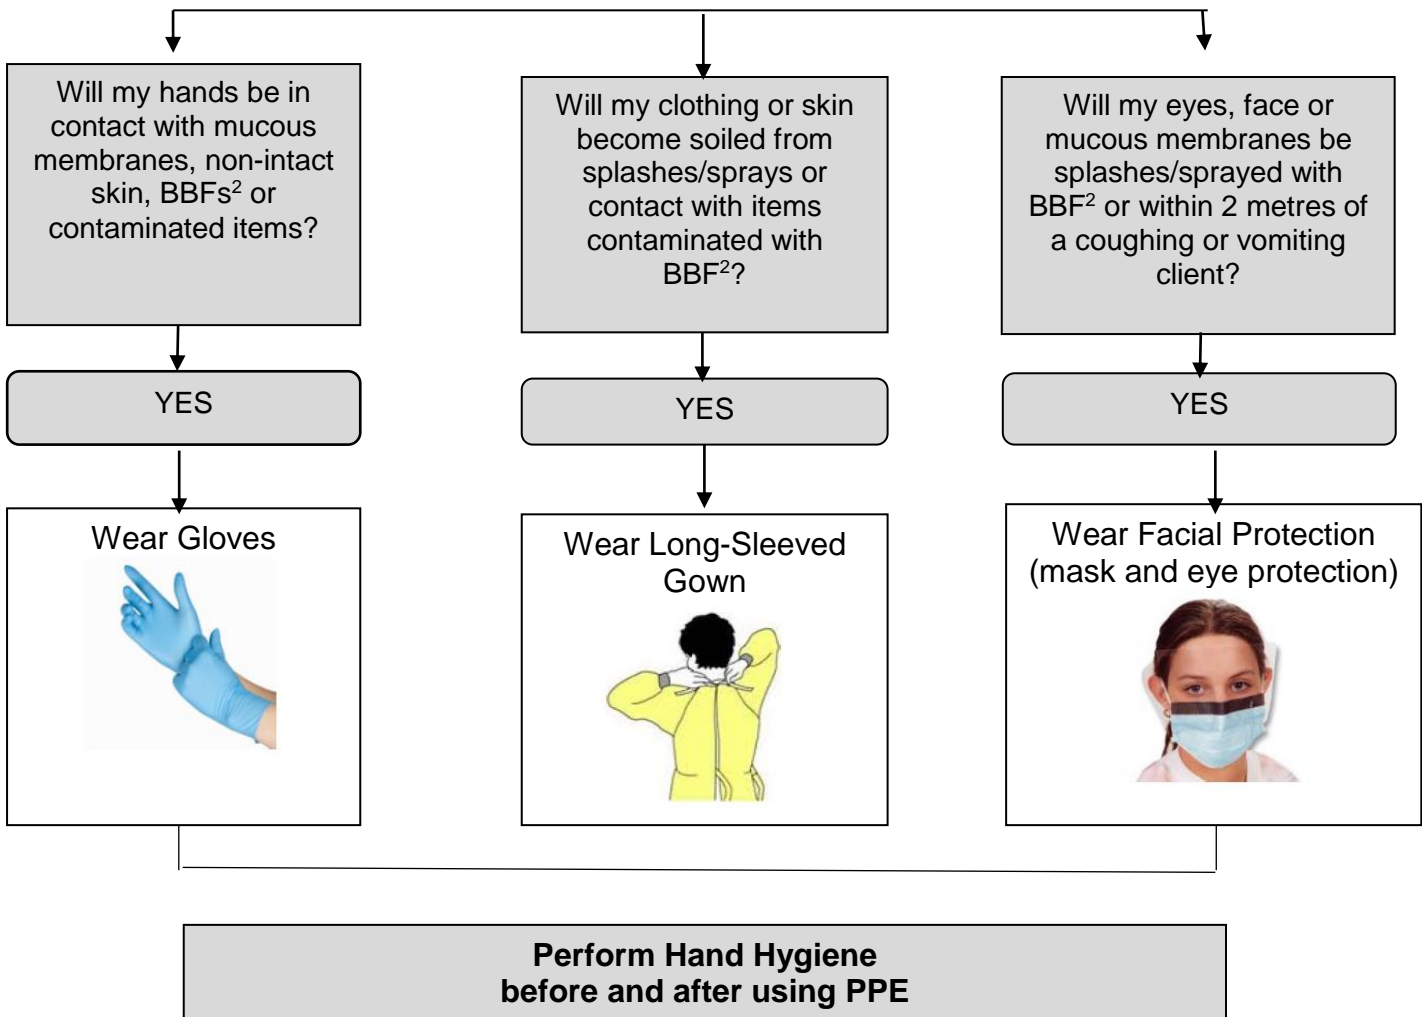 Will my hands be in
contact with mucous
membranes, non-intact
skin, BBFs² or
contaminated items?
Will my clothing or skin
become soiled from
splashes/sprays or
contact with items
contaminated with
BBF²?
Will my eyes, face or
mucous membranes be
splashes/sprayed with
BBF² or within 2 metres of
a coughing or vomiting
client?
YES
YES
YES
Wear Gloves
Wear Long-Sleeved
Gown
Wear Facial Protection
(mask and eye protection)
Perform Hand Hygiene
before and after using PPE